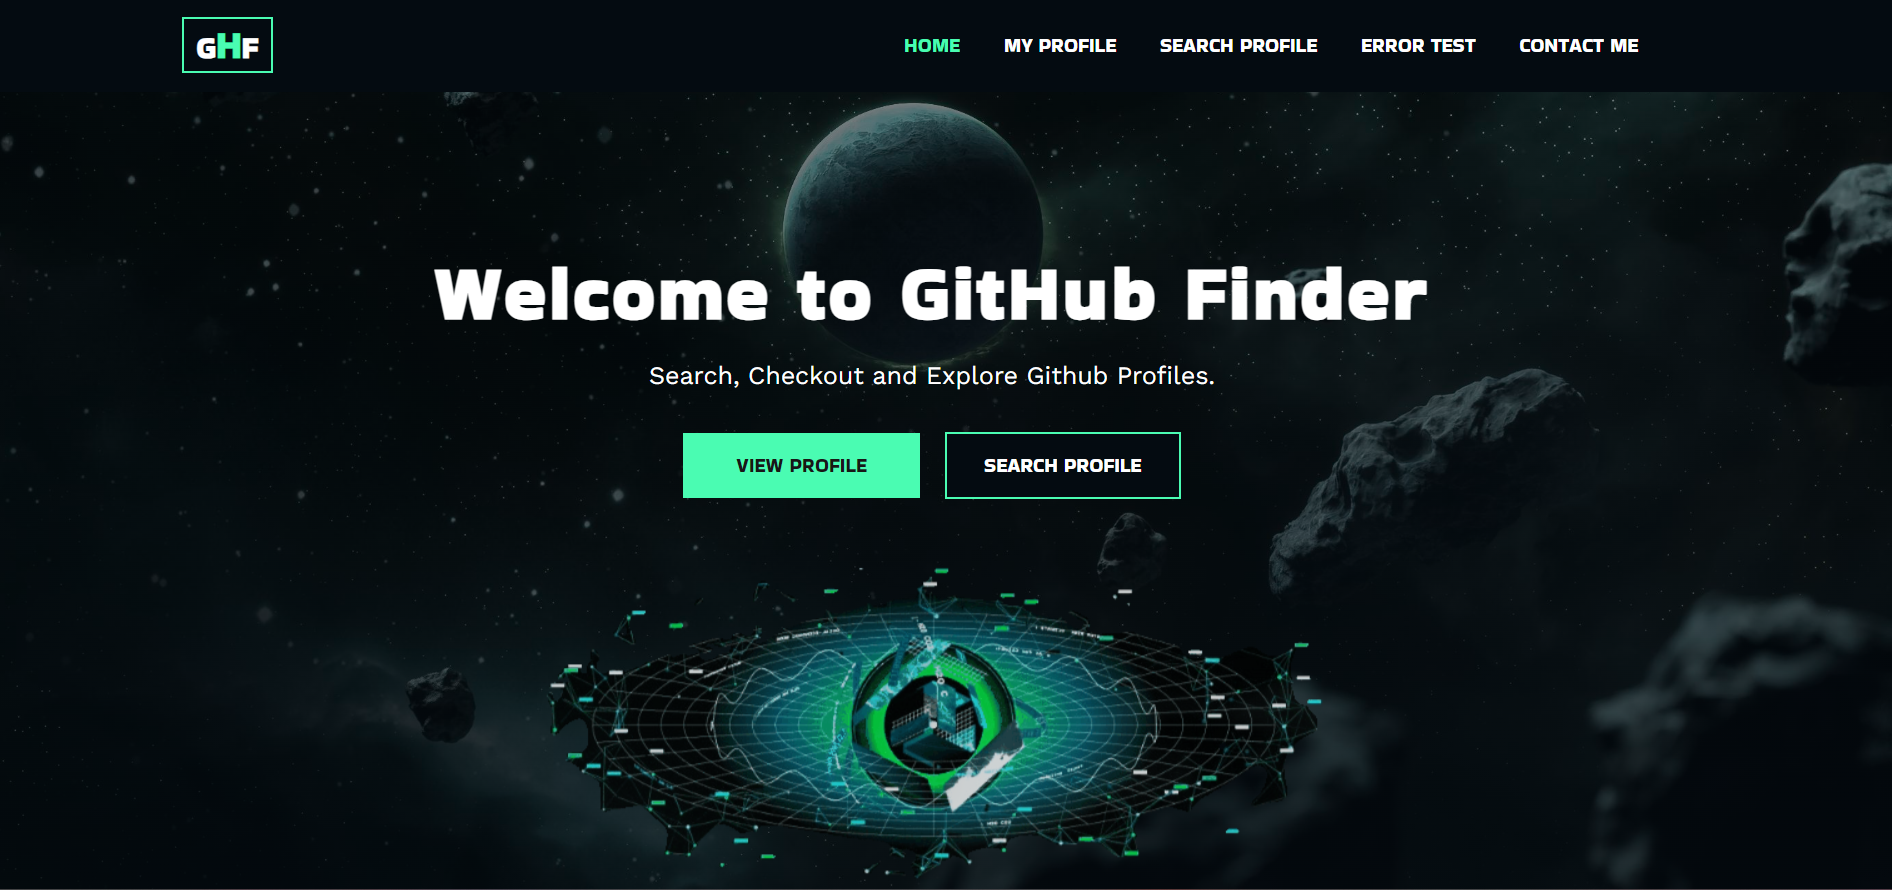 GHF
HOME MY PROFILE SEARCH PROFILE ERROR TEST CONTACT ME
Welcome to GitHub Finder
Search, Checkout and Explore Github Profiles.
VIEW PROFILE SEARCH PROFILE